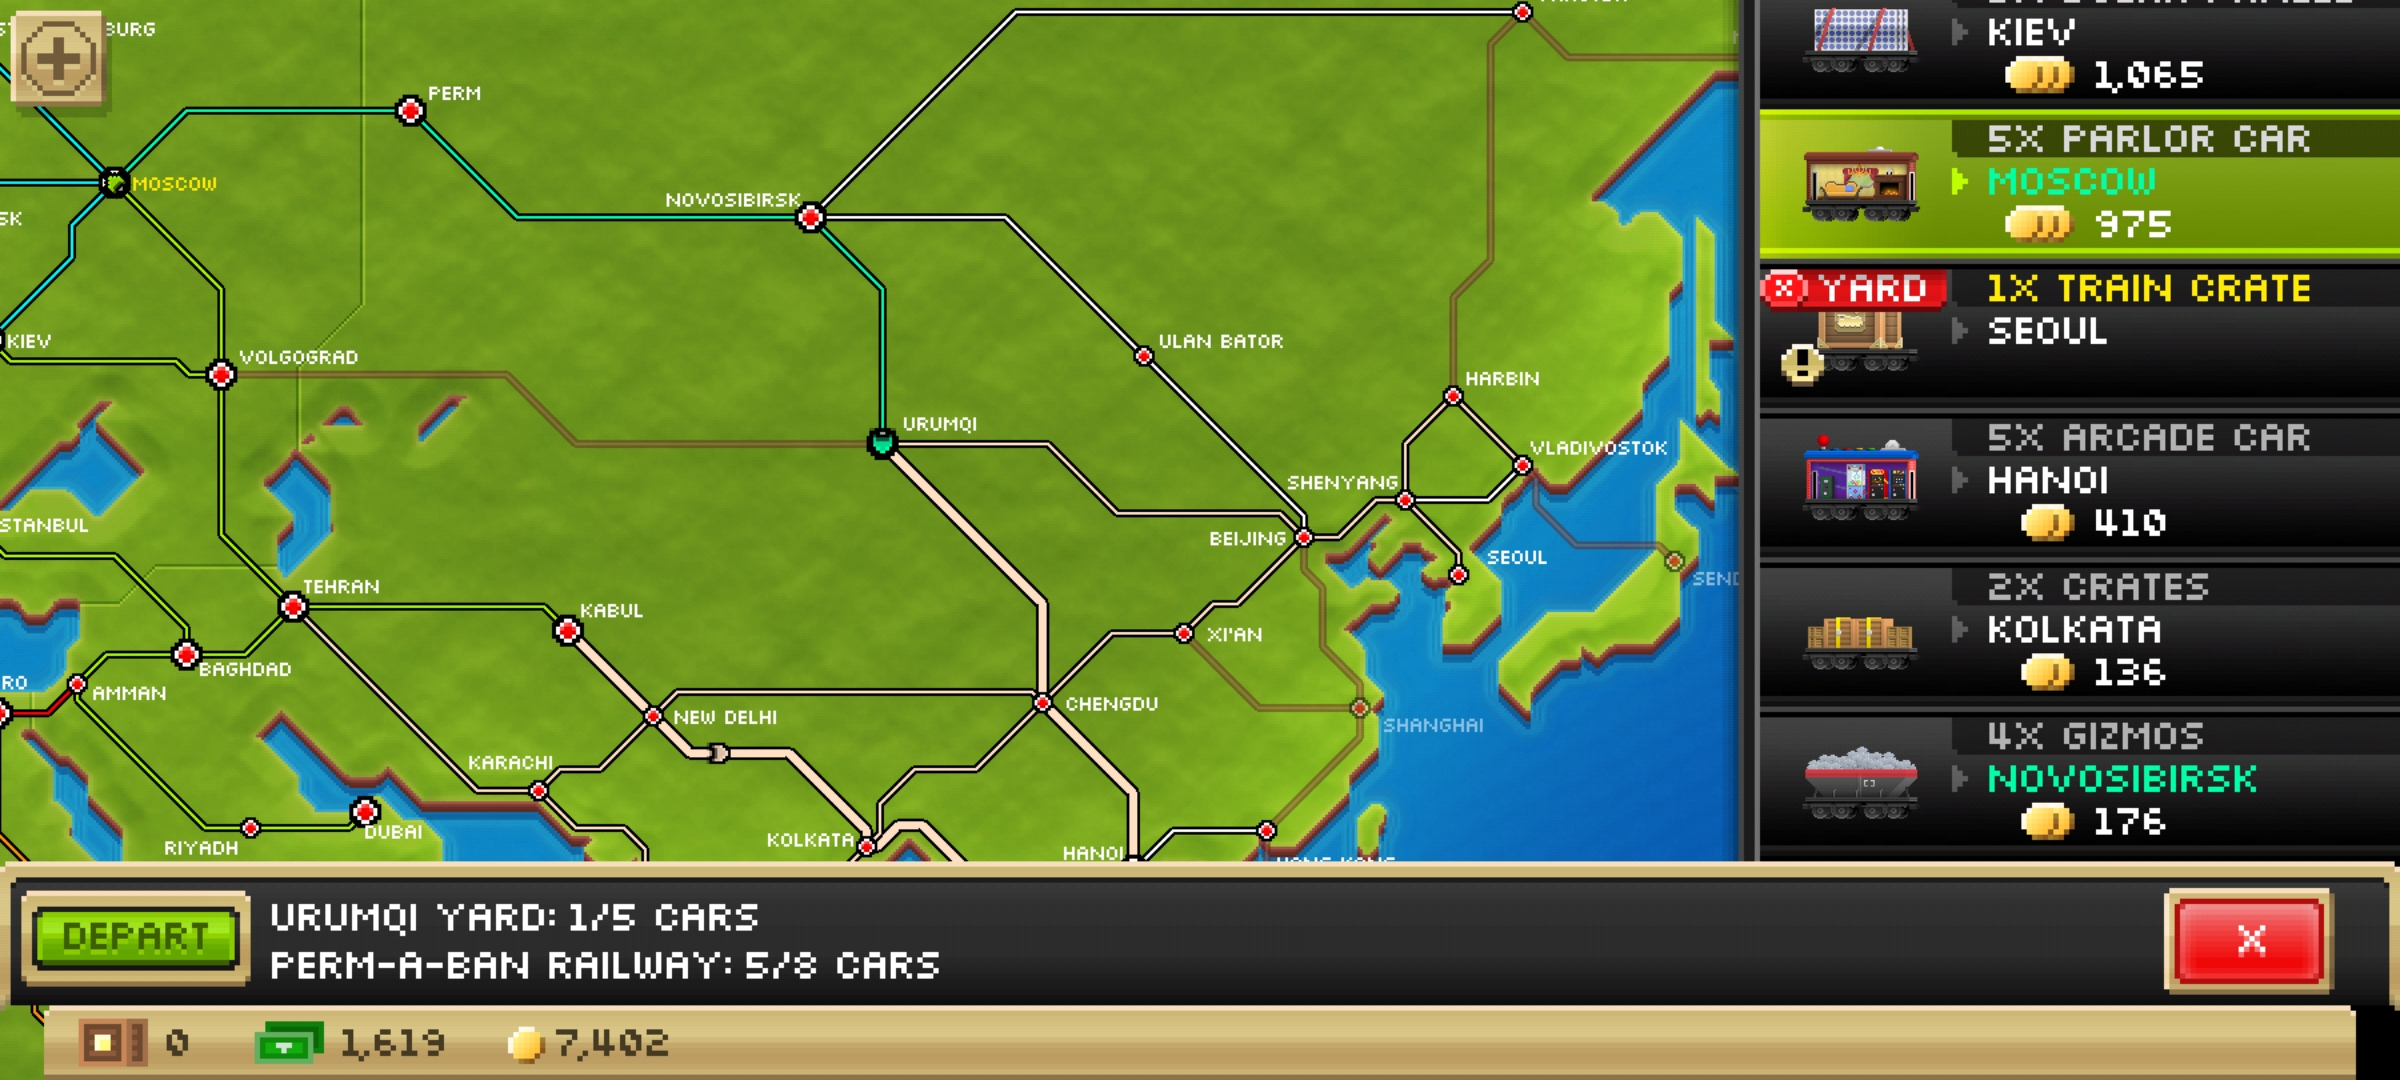 BURG
PERM
MOSCOW
NOVOSIBIRSK
SK
KIEV
VOLGOGRAD
ULAN BATOR
HARBIN
URUMQI
VLADIVOSTOK
SHENYANG
STANBUL
BEIJING
SEOUL
SEND
TEHRAN
KABUL
XI'AN
BAGHDAD
RO
AMMAN
NEW DELHI
CHENGDU
SHANGHAI
KARACHI
DUBAI
RIYADH
KOLKATA
HANOI
KIEV
1,065
5X PARLOR CAR
MOSCOW
975
YARD
1X TRAIN CRATE
SEOUL
5X ARCADE CAR
HANOI
410
2X CRATES
KOLKATA
136
4X GIZMOS
NOVOSIBIRSK
176
DEPART
URUMQI YARD: 1/5 CARS
PERM-A-BAN RAILWAY: 5/8 CARS
X
0
1,619
7,402